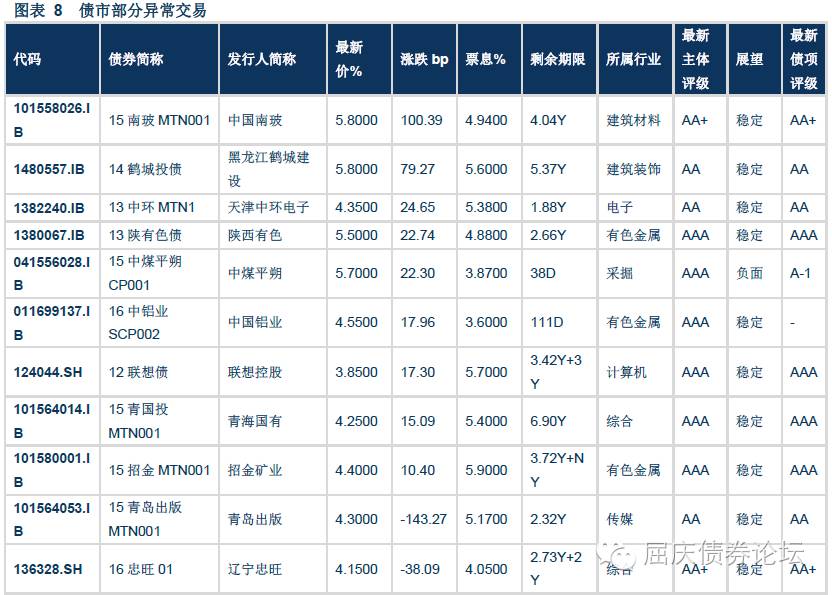 图表 8 债市部分异常交易
代码 债券简称 发行人简称 最新价% 涨跌 bp 票息% 剩余期限 所属行业 最新主体评级 展望 最新债项评级
101558026.IB 15 南玻 MTN001 中国南玻 5.8000 100.39 4.9400 4.04Y 建筑材料 AA+ 稳定 AA+
1480557.IB 14 鹤城投债 黑龙江鹤城建设 5.8000 79.27 5.6000 5.37Y 建筑装饰 AA 稳定 AA
1382240.IB 13 中环 MTN1 天津中环电子 4.3500 24.65 5.3800 1.88Y 电子 AA 稳定 AA
1380067.IB 13 陕有色债 陕西有色 5.5000 22.74 4.8800 2.66Y 有色金属 AAA 稳定 AAA
041556028.IB 15 中煤平朔 CP001 中煤平朔 5.7000 22.30 3.8700 38D 采掘 AAA 负面 A-1
011699137.IB 16 中铝业 SCP002 中国铝业 4.5500 17.96 3.6000 111D 有色金属 AAA 稳定 -
124044.SH 12 联想债 联想控股 3.8500 17.30 5.7000 3.42Y+3Y 计算机 AAA 稳定 AAA
101564014.IB 15 青国投 MTN001 青海国有 4.2500 15.09 5.4000 6.90Y 综合 AAA 稳定 AAA
101580001.IB 15 招金 MTN001 招金矿业 4.4000 10.40 5.9000 3.72Y+NY 有色金属 AAA 稳定 AAA
101564053.IB 15 青岛出版 MTN001 青岛出版 4.3000 -143.27 5.1700 2.32Y 传媒 AA 稳定 AA
136328.SH 16 忠旺 01 辽宁忠旺 4.1500 -38.09 4.0500 2.73Y+2Y 综合 AA+ 稳定 AA+
屈庆债券论坛